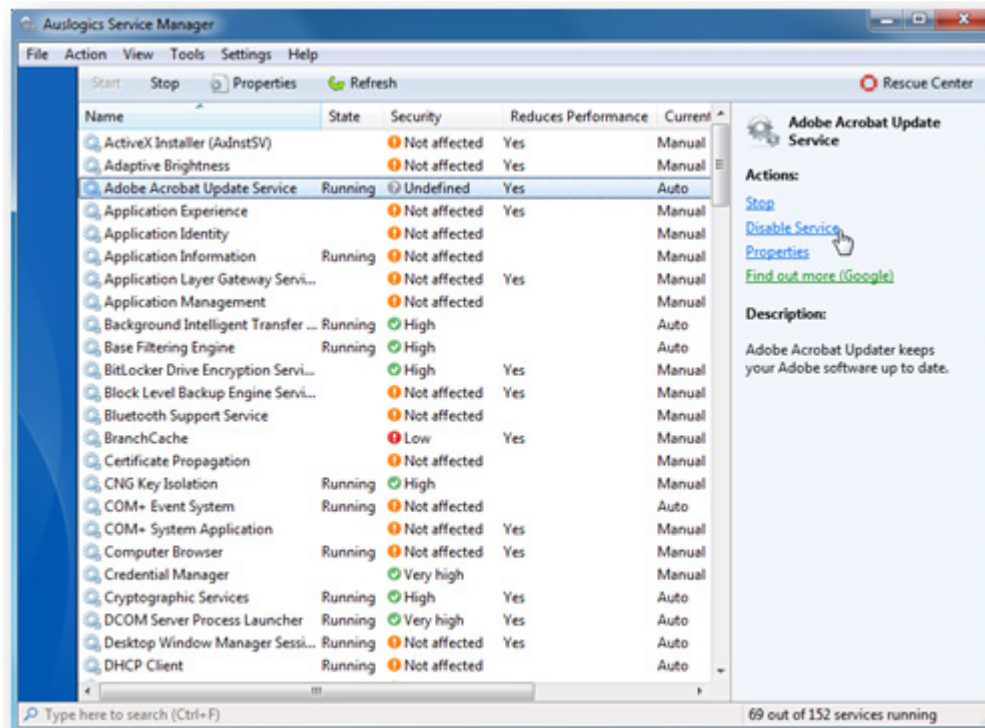 Auslogics Service Manager
File Action View Tools Settings Help
Start Stop Properties Refresh Rescue Center
Name State Security Reduces Performance Current
ActiveX Installer (AxInstSV) Not affected Yes Manual
Adaptive Brightness Not affected Yes Manual
Adobe Acrobat Update Service Running Undefined Yes Auto
Application Experience Not affected Yes Manual
Application Identity Not affected Manual
Application Information Running Not affected Manual
Application Layer Gateway Servi... Not affected Yes Manual
Application Management Not affected Manual
Background Intelligent Transfer ... Running High Auto
Base Filtering Engine Running High Auto
BitLocker Drive Encryption Servi... High Yes Manual
Block Level Backup Engine Servi... Not affected Yes Manual
Bluetooth Support Service Not affected Manual
BranchCache Low Yes Manual
Certificate Propagation Not affected Manual
CNG Key Isolation Running High Manual
COM+ Event System Running Not affected Auto
COM+ System Application Not affected Yes Manual
Computer Browser Running Not affected Yes Manual
Credential Manager Very high Manual
Cryptographic Services Running High Yes Auto
DCOM Server Process Launcher Running Very high Yes Auto
Desktop Window Manager Sessi... Running Not affected Yes Auto
DHCP Client Running Not affected Auto
Adobe Acrobat Update
Service
Actions:
Stop
Disable Service
Properties
Find out more (Google)
Description:
Adobe Acrobat Updater keeps
your Adobe software up to date.
Type here to search (Ctrl+F) 69 out of 152 services running